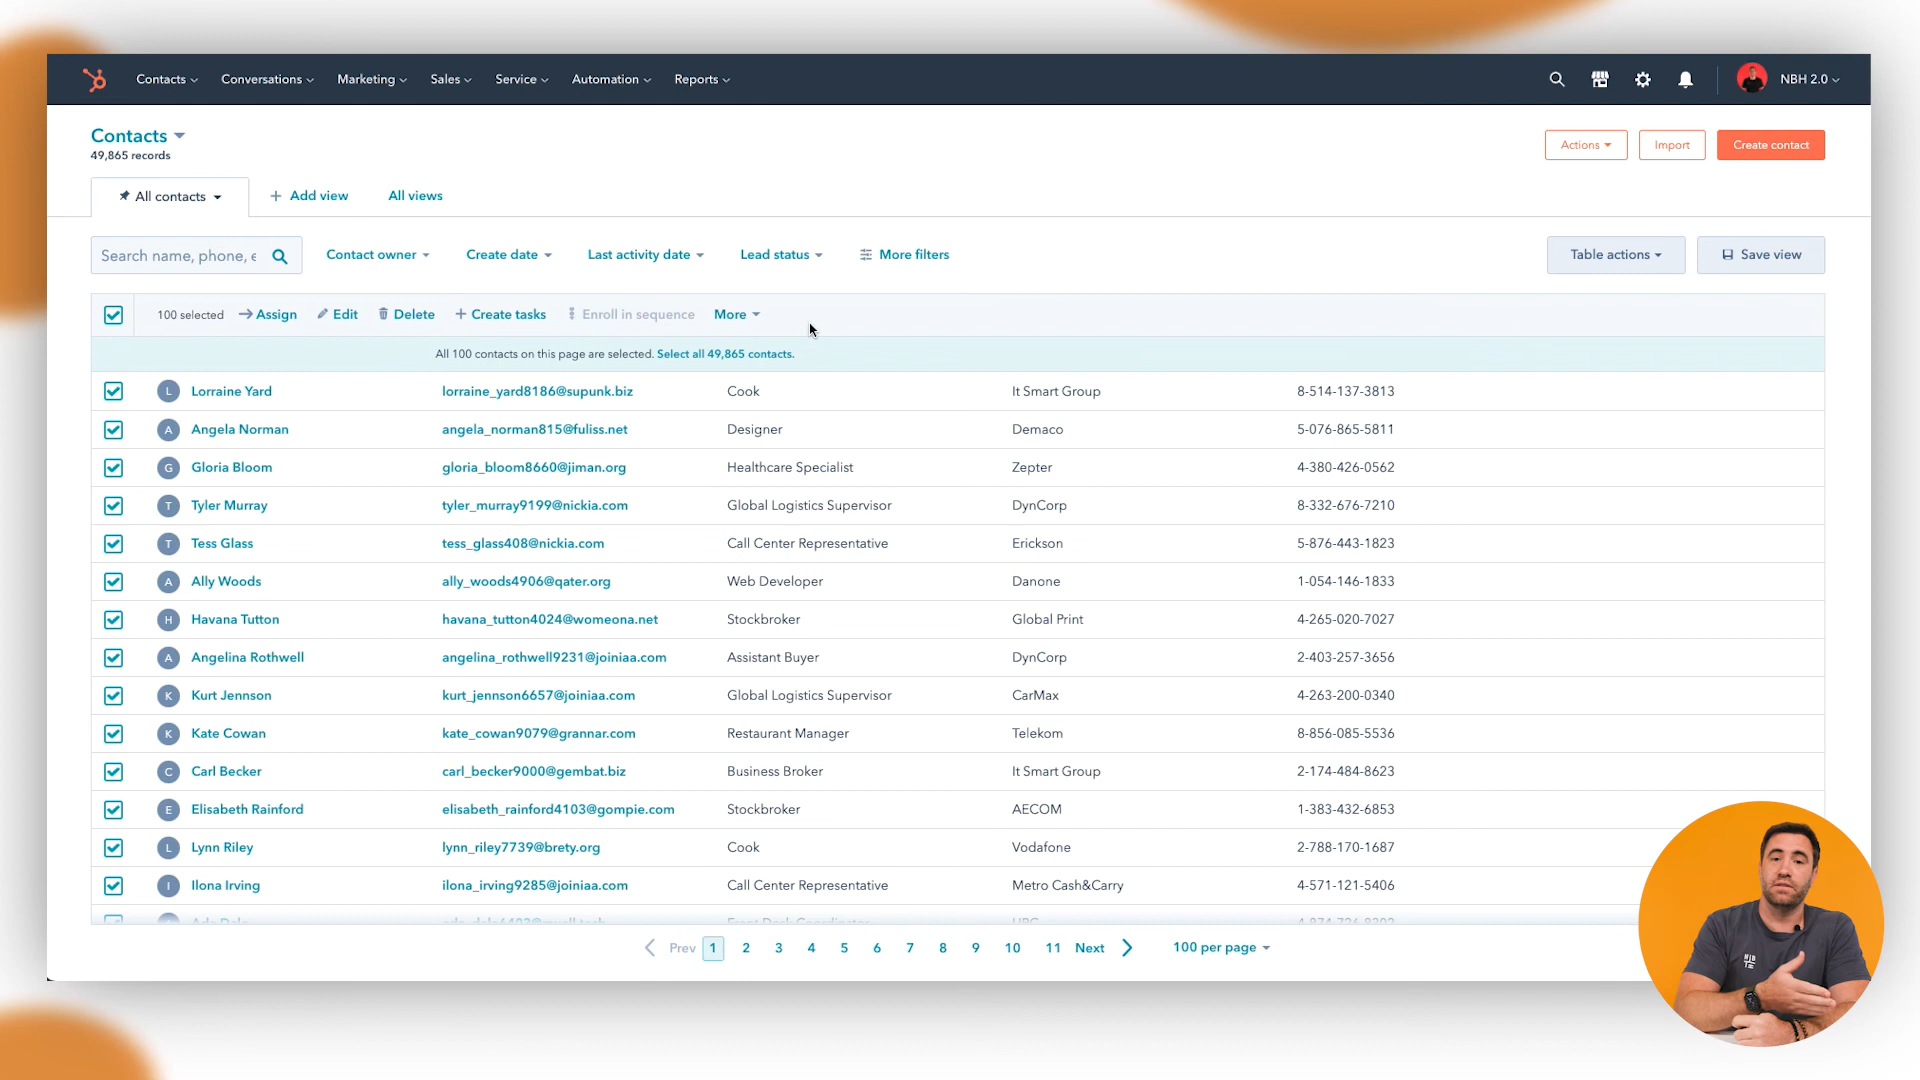 Contacts Conversations Marketing Sales Service Automation Reports NBH 2.0
Contacts
49,865 records
Actions Import Create contact
All contacts + Add view All views
Search name, phone, e Contact owner Create date Last activity date Lead status More filters Table actions Save view
100 selected Assign Edit Delete + Create tasks Enroll in sequence More
All 100 contacts on this page are selected. Select all 49,865 contacts.
L Lorraine Yard lorraine_yard8186@supunk.biz Cook It Smart Group 8-514-137-3813
A Angela Norman angela_norman815@fuliss.net Designer Demaco 5-076-865-5811
G Gloria Bloom gloria_bloom8660@jiman.org Healthcare Specialist Zepter 4-380-426-0562
T Tyler Murray tyler_murray9199@nickia.com Global Logistics Supervisor DynCorp 8-332-676-7210
T Tess Glass tess_glass408@nickia.com Call Center Representative Erickson 5-876-443-1823
A Ally Woods ally_woods4906@qater.org Web Developer Danone 1-054-146-1833
H Havana Tutton havana_tutton4024@womeona.net Stockbroker Global Print 4-265-020-7027
A Angelina Rothwell angelina_rothwell9231@joiniaa.com Assistant Buyer DynCorp 2-403-257-3656
K Kurt Jennson kurt_jennson6657@joiniaa.com Global Logistics Supervisor CarMax 4-263-200-0340
K Kate Cowan kate_cowan9079@grannar.com Restaurant Manager Telekom 8-856-085-5536
C Carl Becker carl_becker9000@gembat.biz Business Broker It Smart Group 2-174-484-8623
E Elisabeth Rainford elisabeth_rainford4103@gompie.com Stockbroker AECOM 1-383-432-6853
L Lynn Riley lynn_riley7739@brety.org Cook Vodafone 2-788-170-1687
I Ilona Irving ilona_irving9285@joiniaa.com Call Center Representative Metro Cash&Carry 4-571-121-5406
Prev 1 2 3 4 5 6 7 8 9 10 11 Next 100 per page